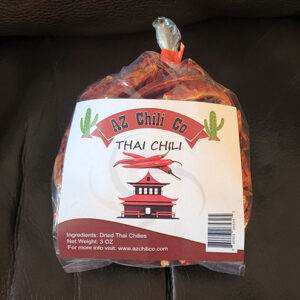 AZ Chili Co
THAI CHILI
Ingredients: Dried Thai Chilies
Net Weight: 3 OZ
For more info visit: www.azchilico.com